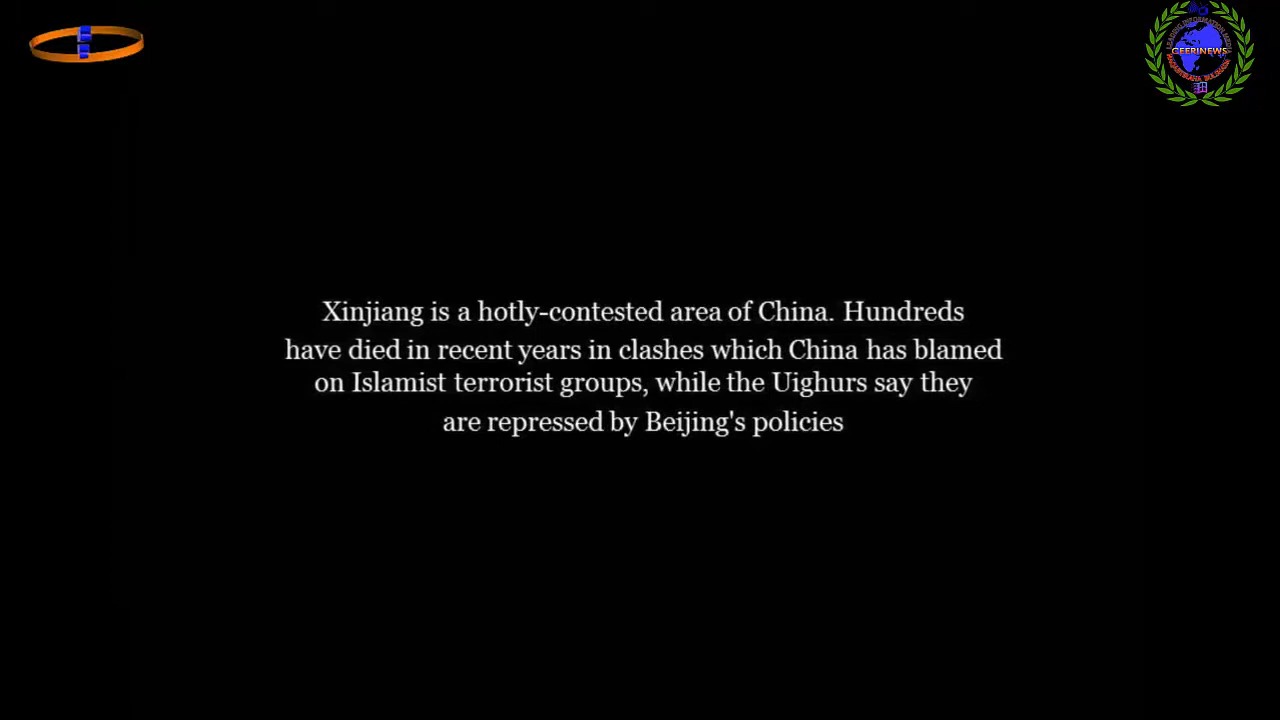 CEERINEWS
Xinjiang is a hotly-contested area of China. Hundreds
have died in recent years in clashes which China has blamed
on Islamist terrorist groups, while the Uighurs say they
are repressed by Beijing's policies